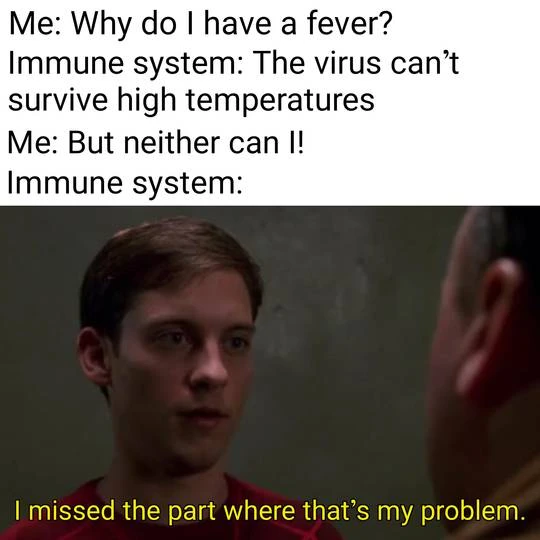 Me: Why do I have a fever?
Immune system: The virus can’t
survive high temperatures
Me: But neither can I!
Immune system:
I missed the part where that’s my problem.